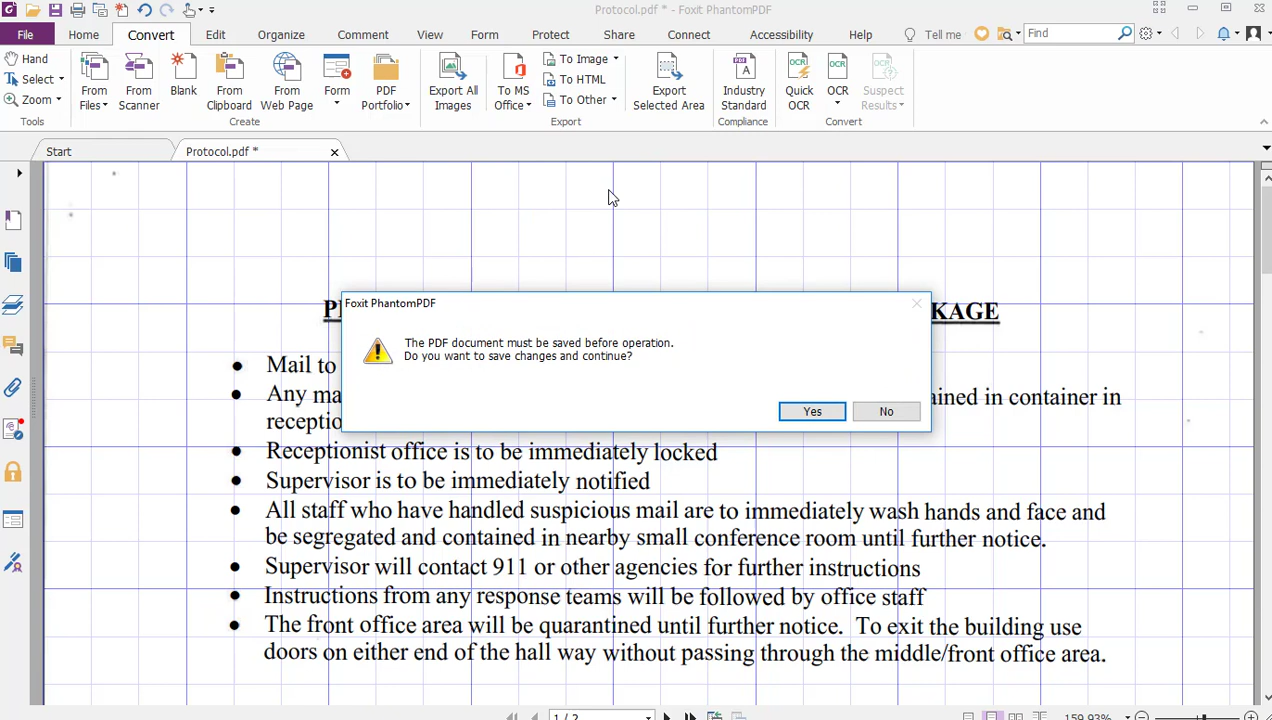 Protocol.pdf * - Foxit PhantomPDF
File Home Convert Edit Organize Comment View Form Protect Share Connect Accessibility Help Tell me Find
Hand
Select
Zoom
Tools
From Files
From Scanner
Blank
From Clipboard
From Web Page
Form
PDF Portfolio
Create
Export All Images
To MS Office
To Image
To HTML
To Other
Export Selected Area
Export
Industry Standard
Compliance
Quick OCR
OCR
Suspect Results
Convert
Start
Protocol.pdf *
KAGE
Foxit PhantomPDF
The PDF document must be saved before operation.
Do you want to save changes and continue?
Yes No
• Mail to
• Any ma ained in container in
receptio
• Receptionist office is to be immediately locked
• Supervisor is to be immediately notified
• All staff who have handled suspicious mail are to immediately wash hands and face and
be segregated and contained in nearby small conference room until further notice.
• Supervisor will contact 911 or other agencies for further instructions
• Instructions from any response teams will be followed by office staff
• The front office area will be quarantined until further notice. To exit the building use
doors on either end of the hall way without passing through the middle/front office area.
1 / 2
159.93%